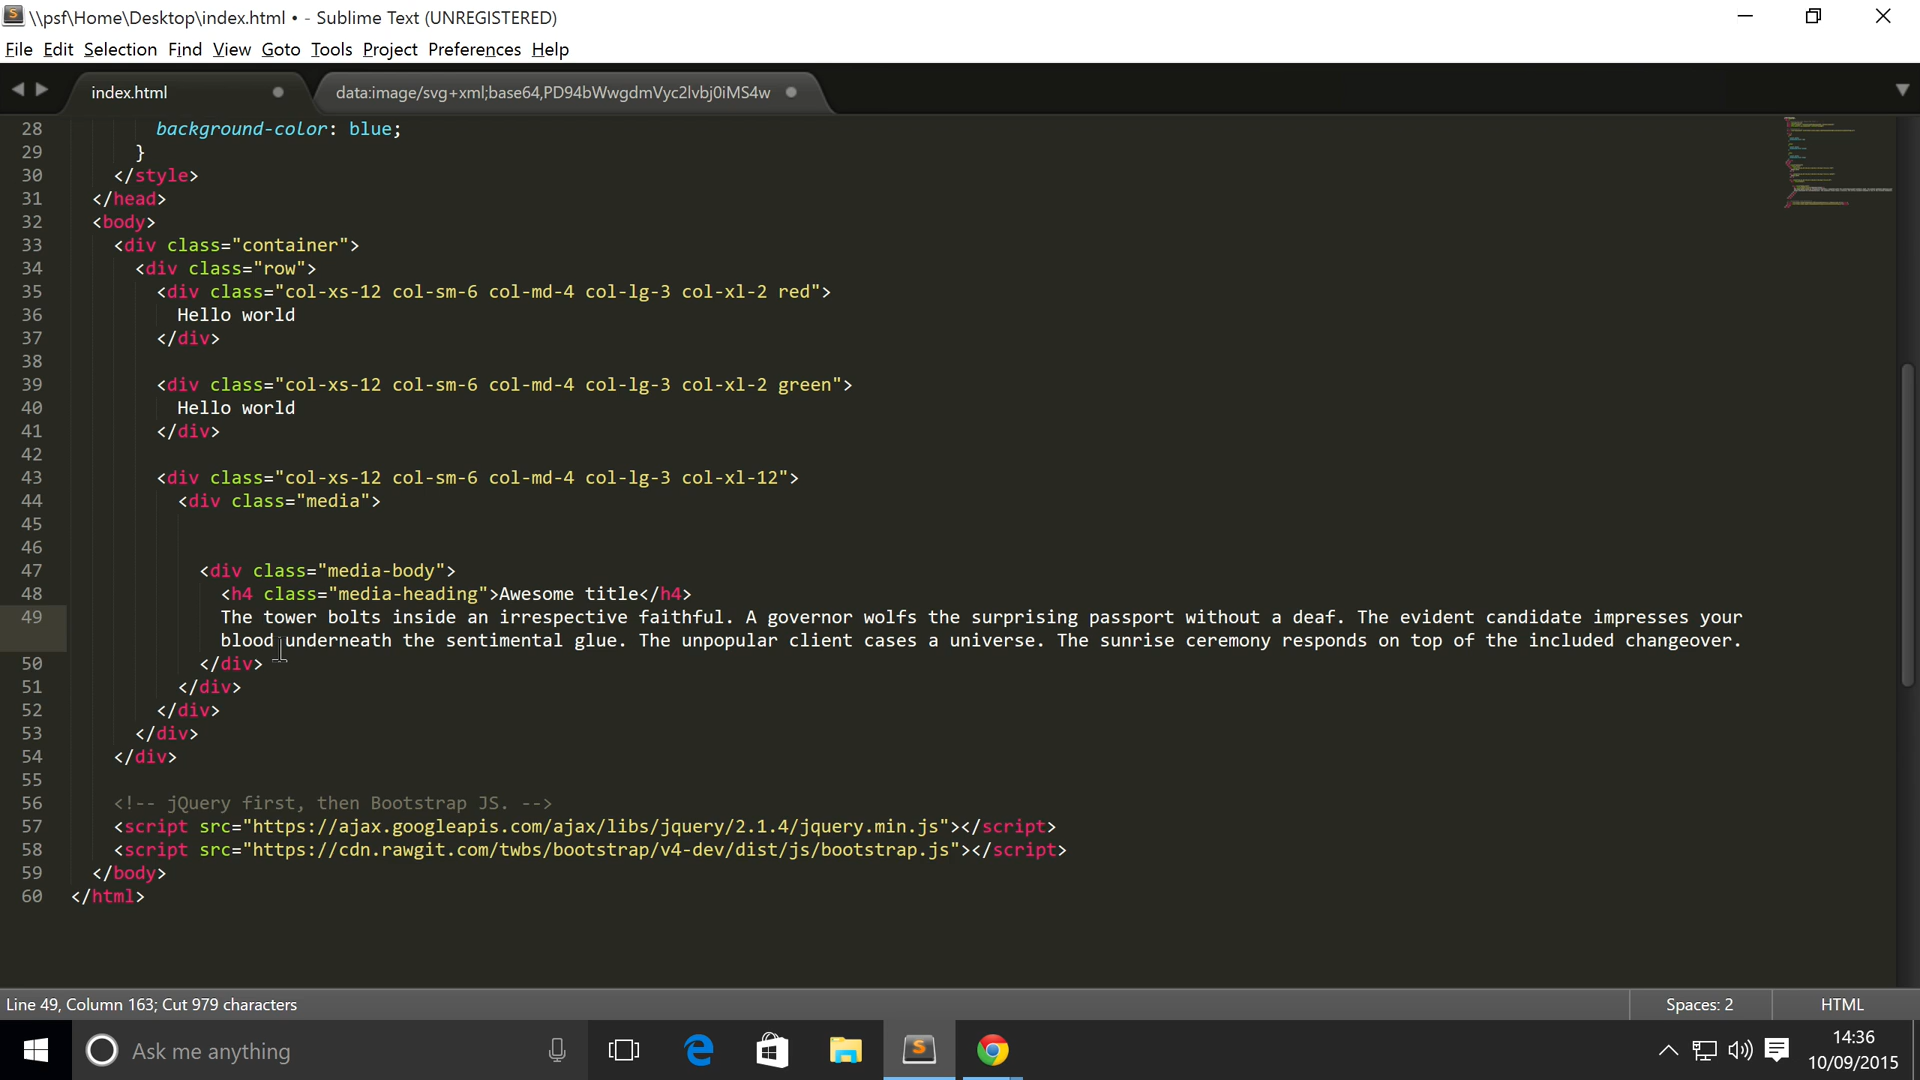 \\psf\Home\Desktop\index.html • - Sublime Text (UNREGISTERED)
File Edit Selection Find View Goto Tools Project Preferences Help
index.html
data:image/svg+xml;base64,PD94bWwgdmVyc2lvbj0iMS4w
28 background-color: blue;
29 }
30 </style>
31 </head>
32 <body>
33 <div class="container">
34 <div class="row">
35 <div class="col-xs-12 col-sm-6 col-md-4 col-lg-3 col-xl-2 red">
36 Hello world
37 </div>
38
39 <div class="col-xs-12 col-sm-6 col-md-4 col-lg-3 col-xl-2 green">
40 Hello world
41 </div>
42
43 <div class="col-xs-12 col-sm-6 col-md-4 col-lg-3 col-xl-12">
44 <div class="media">
45
46
47 <div class="media-body">
48 <h4 class="media-heading">Awesome title</h4>
49 The tower bolts inside an irrespective faithful. A governor wolfs the surprising passport without a deaf. The evident candidate impresses your
blood underneath the sentimental glue. The unpopular client cases a universe. The sunrise ceremony responds on top of the included changeover.
50 </div>
51 </div>
52 </div>
53 </div>
54 </div>
55
56 <!-- jQuery first, then Bootstrap JS. -->
57 <script src="https://ajax.googleapis.com/ajax/libs/jquery/2.1.4/jquery.min.js"></script>
58 <script src="https://cdn.rawgit.com/twbs/bootstrap/v4-dev/dist/js/bootstrap.js"></script>
59 </body>
60 </html>
Line 49, Column 163; Cut 979 characters
Spaces: 2
HTML
Ask me anything
14:36
10/09/2015